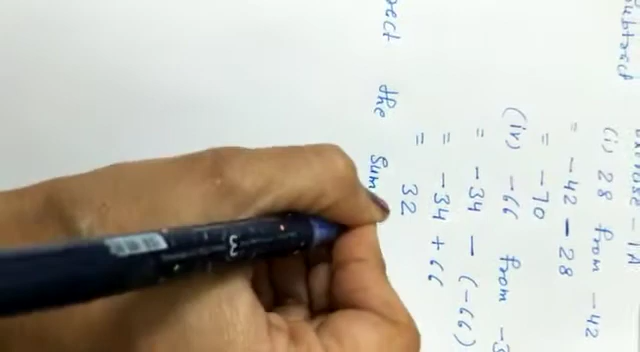 Subtract
(i) 28 from -42
= -42 - 28
= -70
(iv) -66 from
= -34 - (-66)
= -34 + 66
= 32
the sum